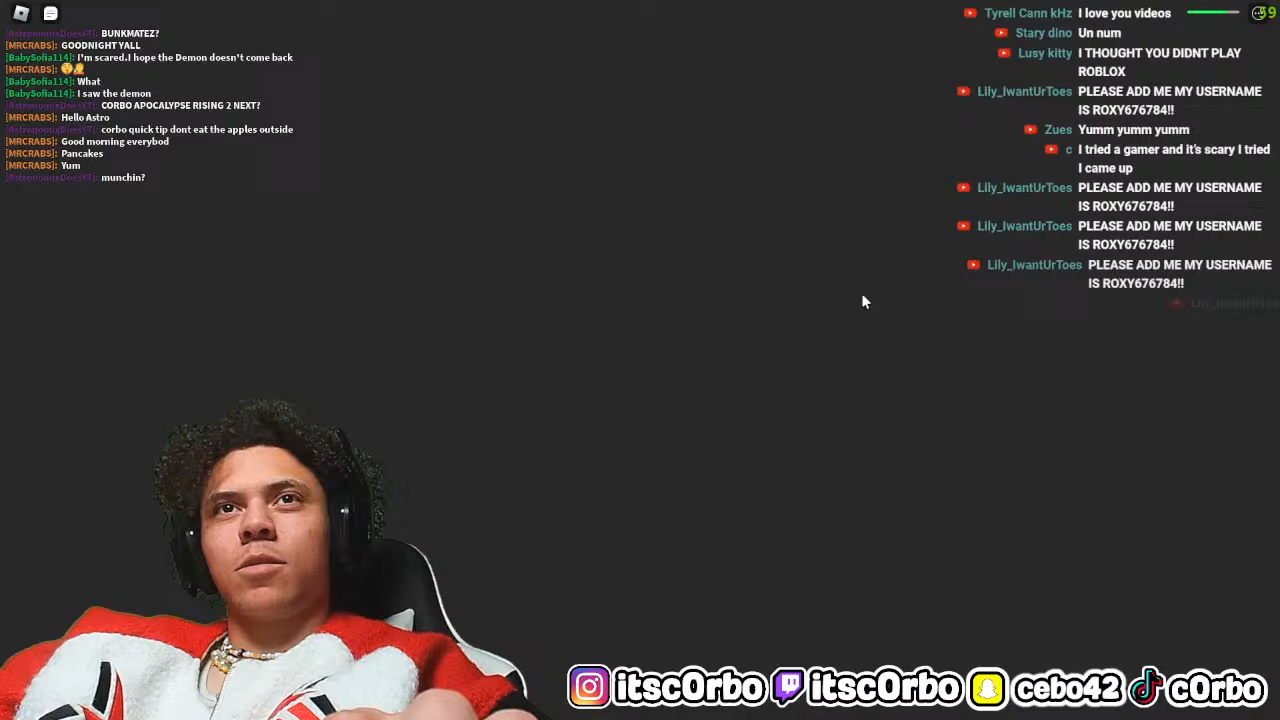 BUNKMATEZ?
[MRCRABS]: GOODNIGHT YALL
[BabySofia114]: I'm scared.I hope the Demon doesn't come back
[MRCRABS]: 😲🤦
[BabySofia114]: What
[BabySofia114]: I saw the demon
[AstronomixDoesYT]: CORBO APOCALYPSE RISING 2 NEXT?
[MRCRABS]: Hello Astro
[AstronomixDoesYT]: corbo quick tip dont eat the apples outside
[MRCRABS]: Good morning everybod
[MRCRABS]: Pancakes
[MRCRABS]: Yum
[AstronomixDoesYT]: munchin?
59
Tyrell Cann kHz I love you videos
Stary dino Un num
Lusy kitty I THOUGHT YOU DIDNT PLAY
ROBLOX
Lily_IwantUrToes PLEASE ADD ME MY USERNAME
IS ROXY676784!!
Zues Yumm yumm yumm
c I tried a gamer and it's scary I tried
I came up
Lily_IwantUrToes PLEASE ADD ME MY USERNAME
IS ROXY676784!!
Lily_IwantUrToes PLEASE ADD ME MY USERNAME
IS ROXY676784!!
Lily_IwantUrToes PLEASE ADD ME MY USERNAME
IS ROXY676784!!
itsc0rbo itsc0rbo cebo42 c0rbo